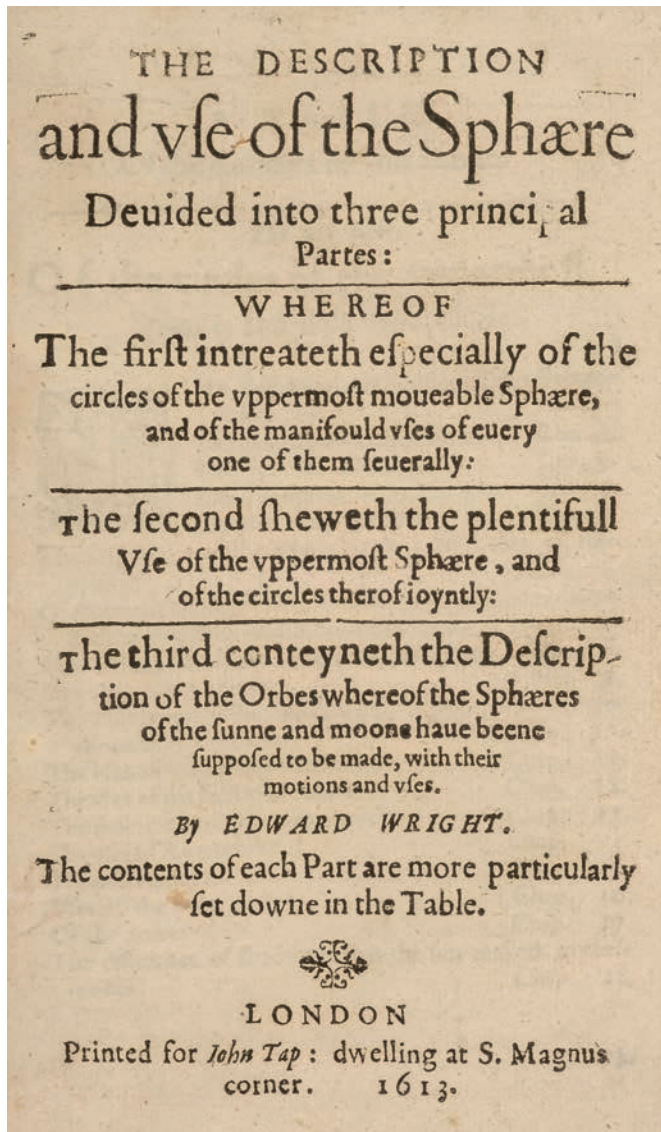 THE DESCRIPTION
and vſe of the Sphære
Deuided into three principal
Partes:
WHEREOF
The firſt intreateth eſpecially of the
circles of the vppermoſt moueable Sphære,
and of the manifould vſes of euery
one of them ſeuerally:
The ſecond ſheweth the plentifull
Vſe of the vppermoſt Sphære, and
of the circles therof ioyntly:
The third conteyneth the Deſcrip-
tion of the Orbes whereof the Sphæres
of the ſunne and moone haue beene
ſuppoſed to be made, with their
motions and vſes.
By EDWARD WRIGHT.
The contents of each Part are more particularly
ſet downe in the Table.
LONDON
Printed for John Tap: dwelling at S. Magnus
corner. 1613.